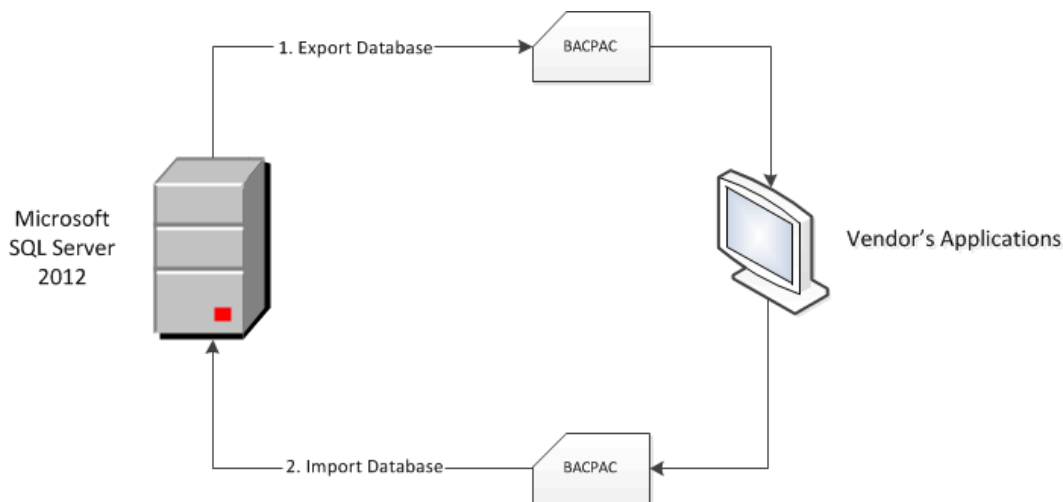 1. Export Database
BACPAC
Microsoft
SQL Server
2012
Vendor’s Applications
2. Import Database
BACPAC